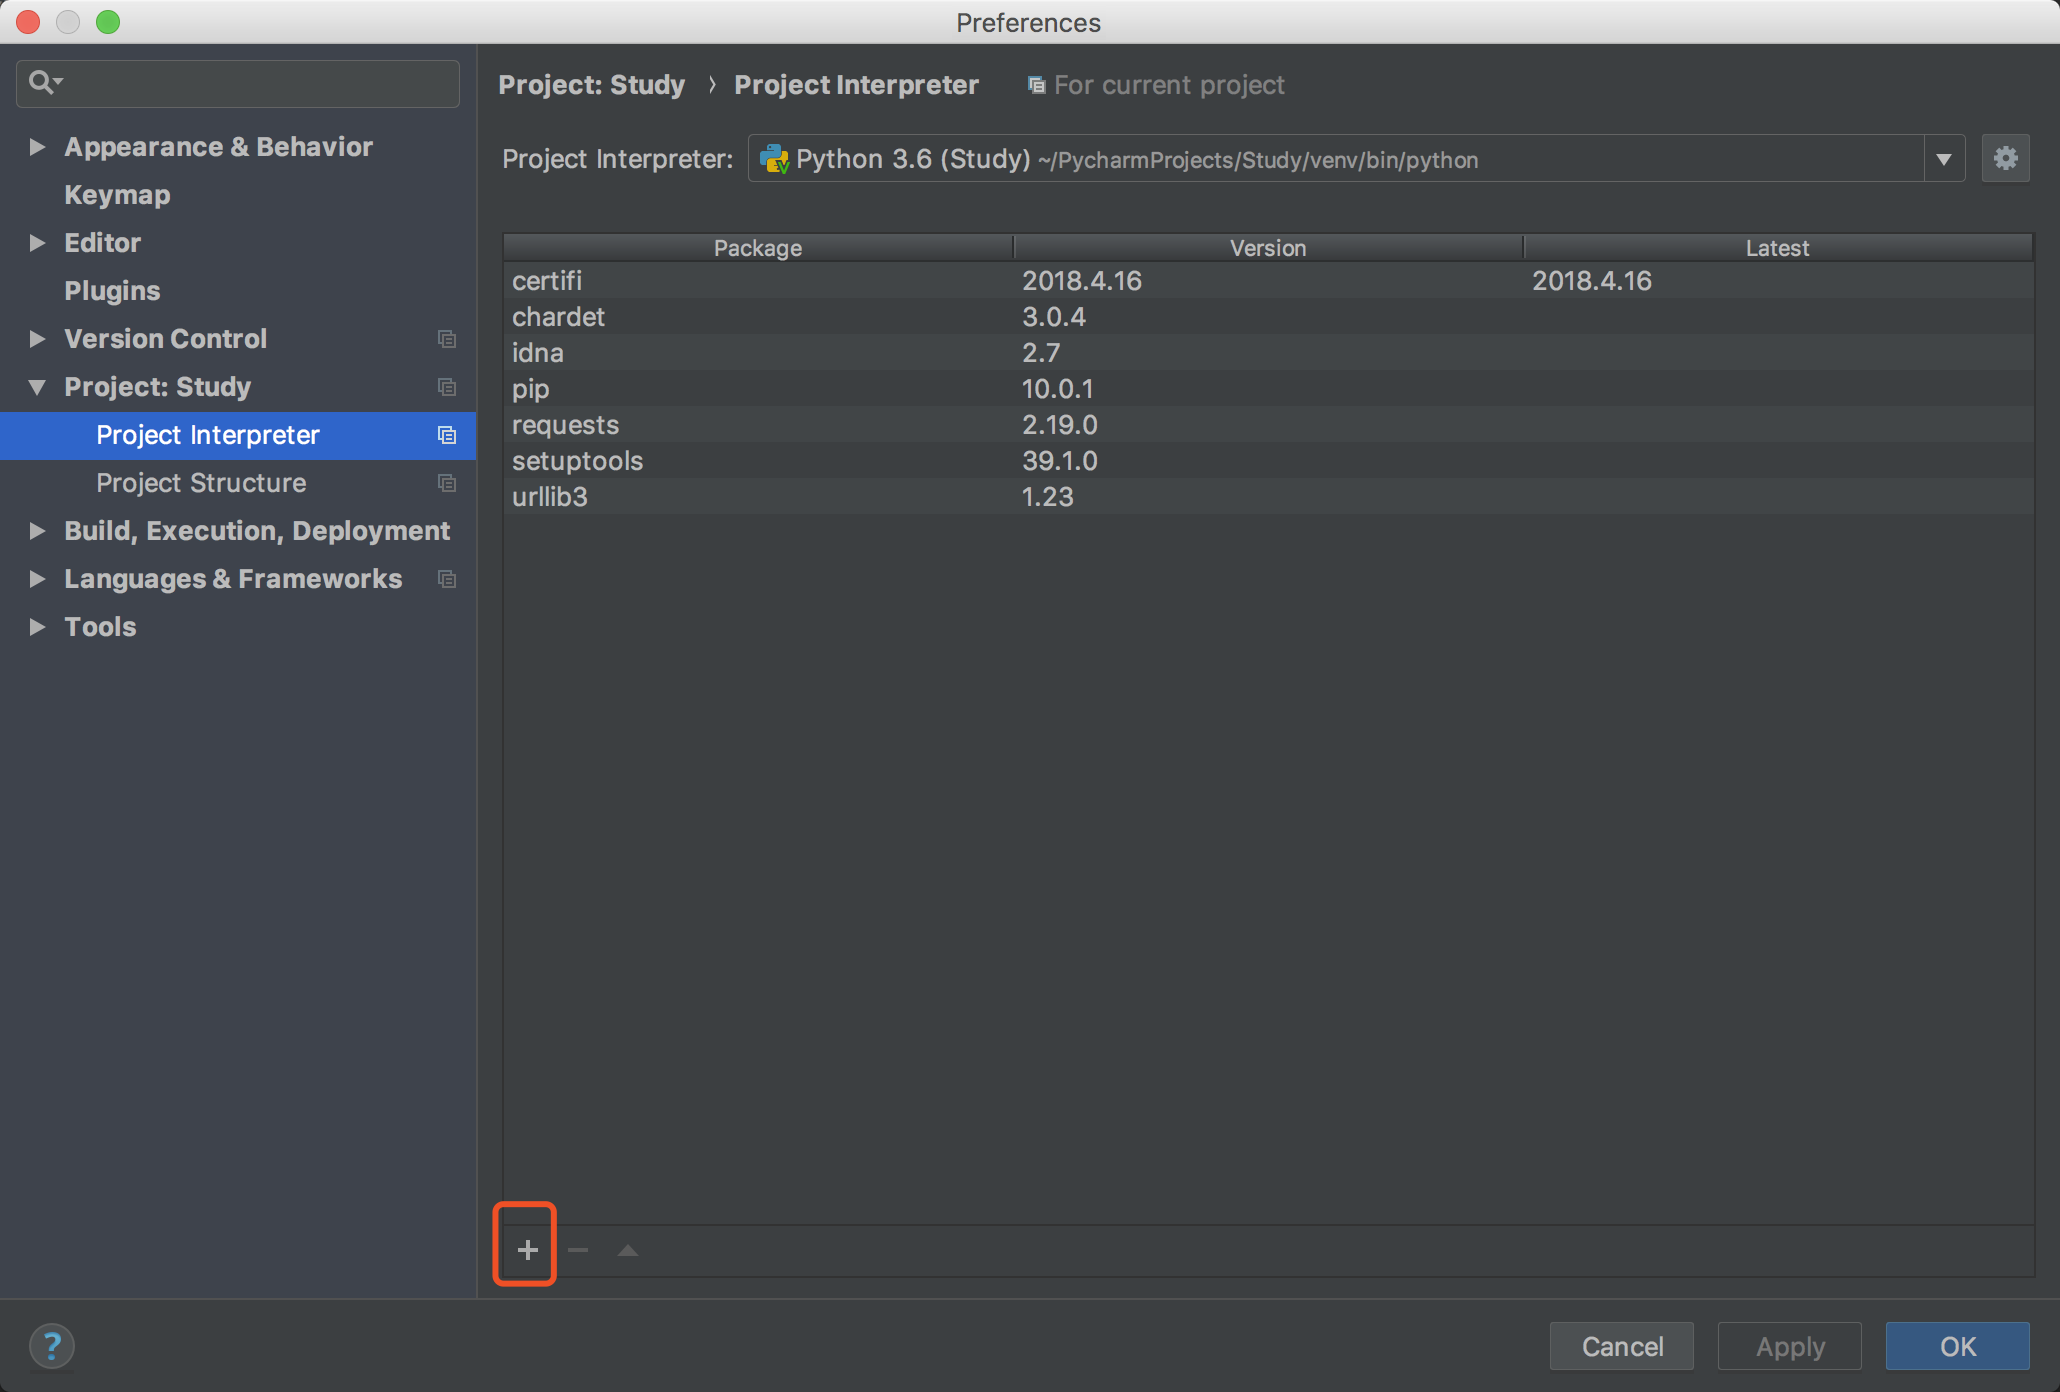 Preferences
Project: Study › Project Interpreter For current project
Appearance & Behavior
Keymap
Editor
Plugins
Version Control
Project: Study
Project Interpreter
Project Structure
Build, Execution, Deployment
Languages & Frameworks
Tools
Project Interpreter: Python 3.6 (Study) ~/PycharmProjects/Study/venv/bin/python
Package Version Latest
certifi 2018.4.16 2018.4.16
chardet 3.0.4
idna 2.7
pip 10.0.1
requests 2.19.0
setuptools 39.1.0
urllib3 1.23
? Cancel Apply OK